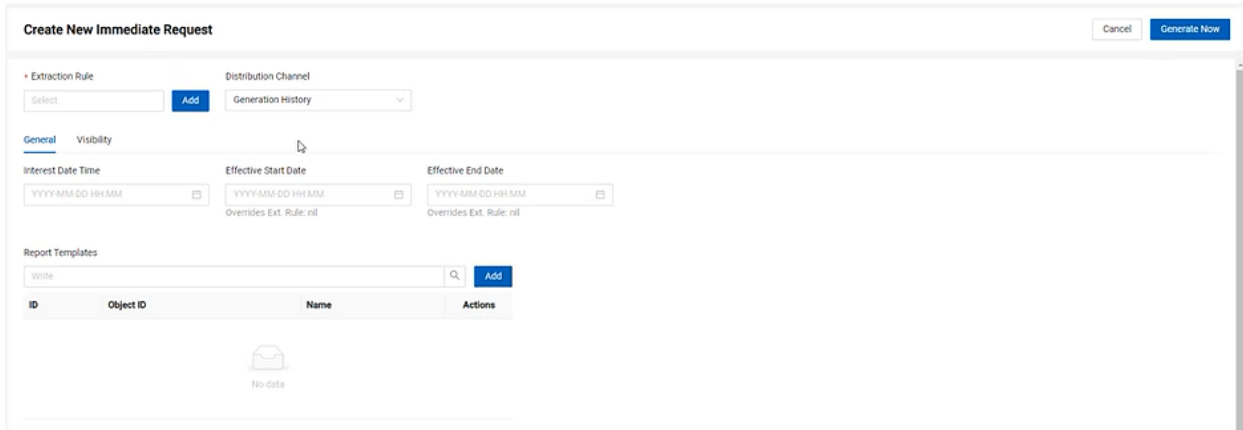 Create New Immediate Request
Cancel
Generate Now
* Extraction Rule
Distribution Channel
Select
Add
Generation History
General
Visibility
Interest Date Time
Effective Start Date
Effective End Date
YYYY-MM-DD HH:MM
YYYY-MM-DD HH:MM
YYYY-MM-DD HH:MM
Overrides Ext. Rule: nil
Overrides Ext. Rule: nil
Report Templates
Write
Add
ID
Object ID
Name
Actions
No data